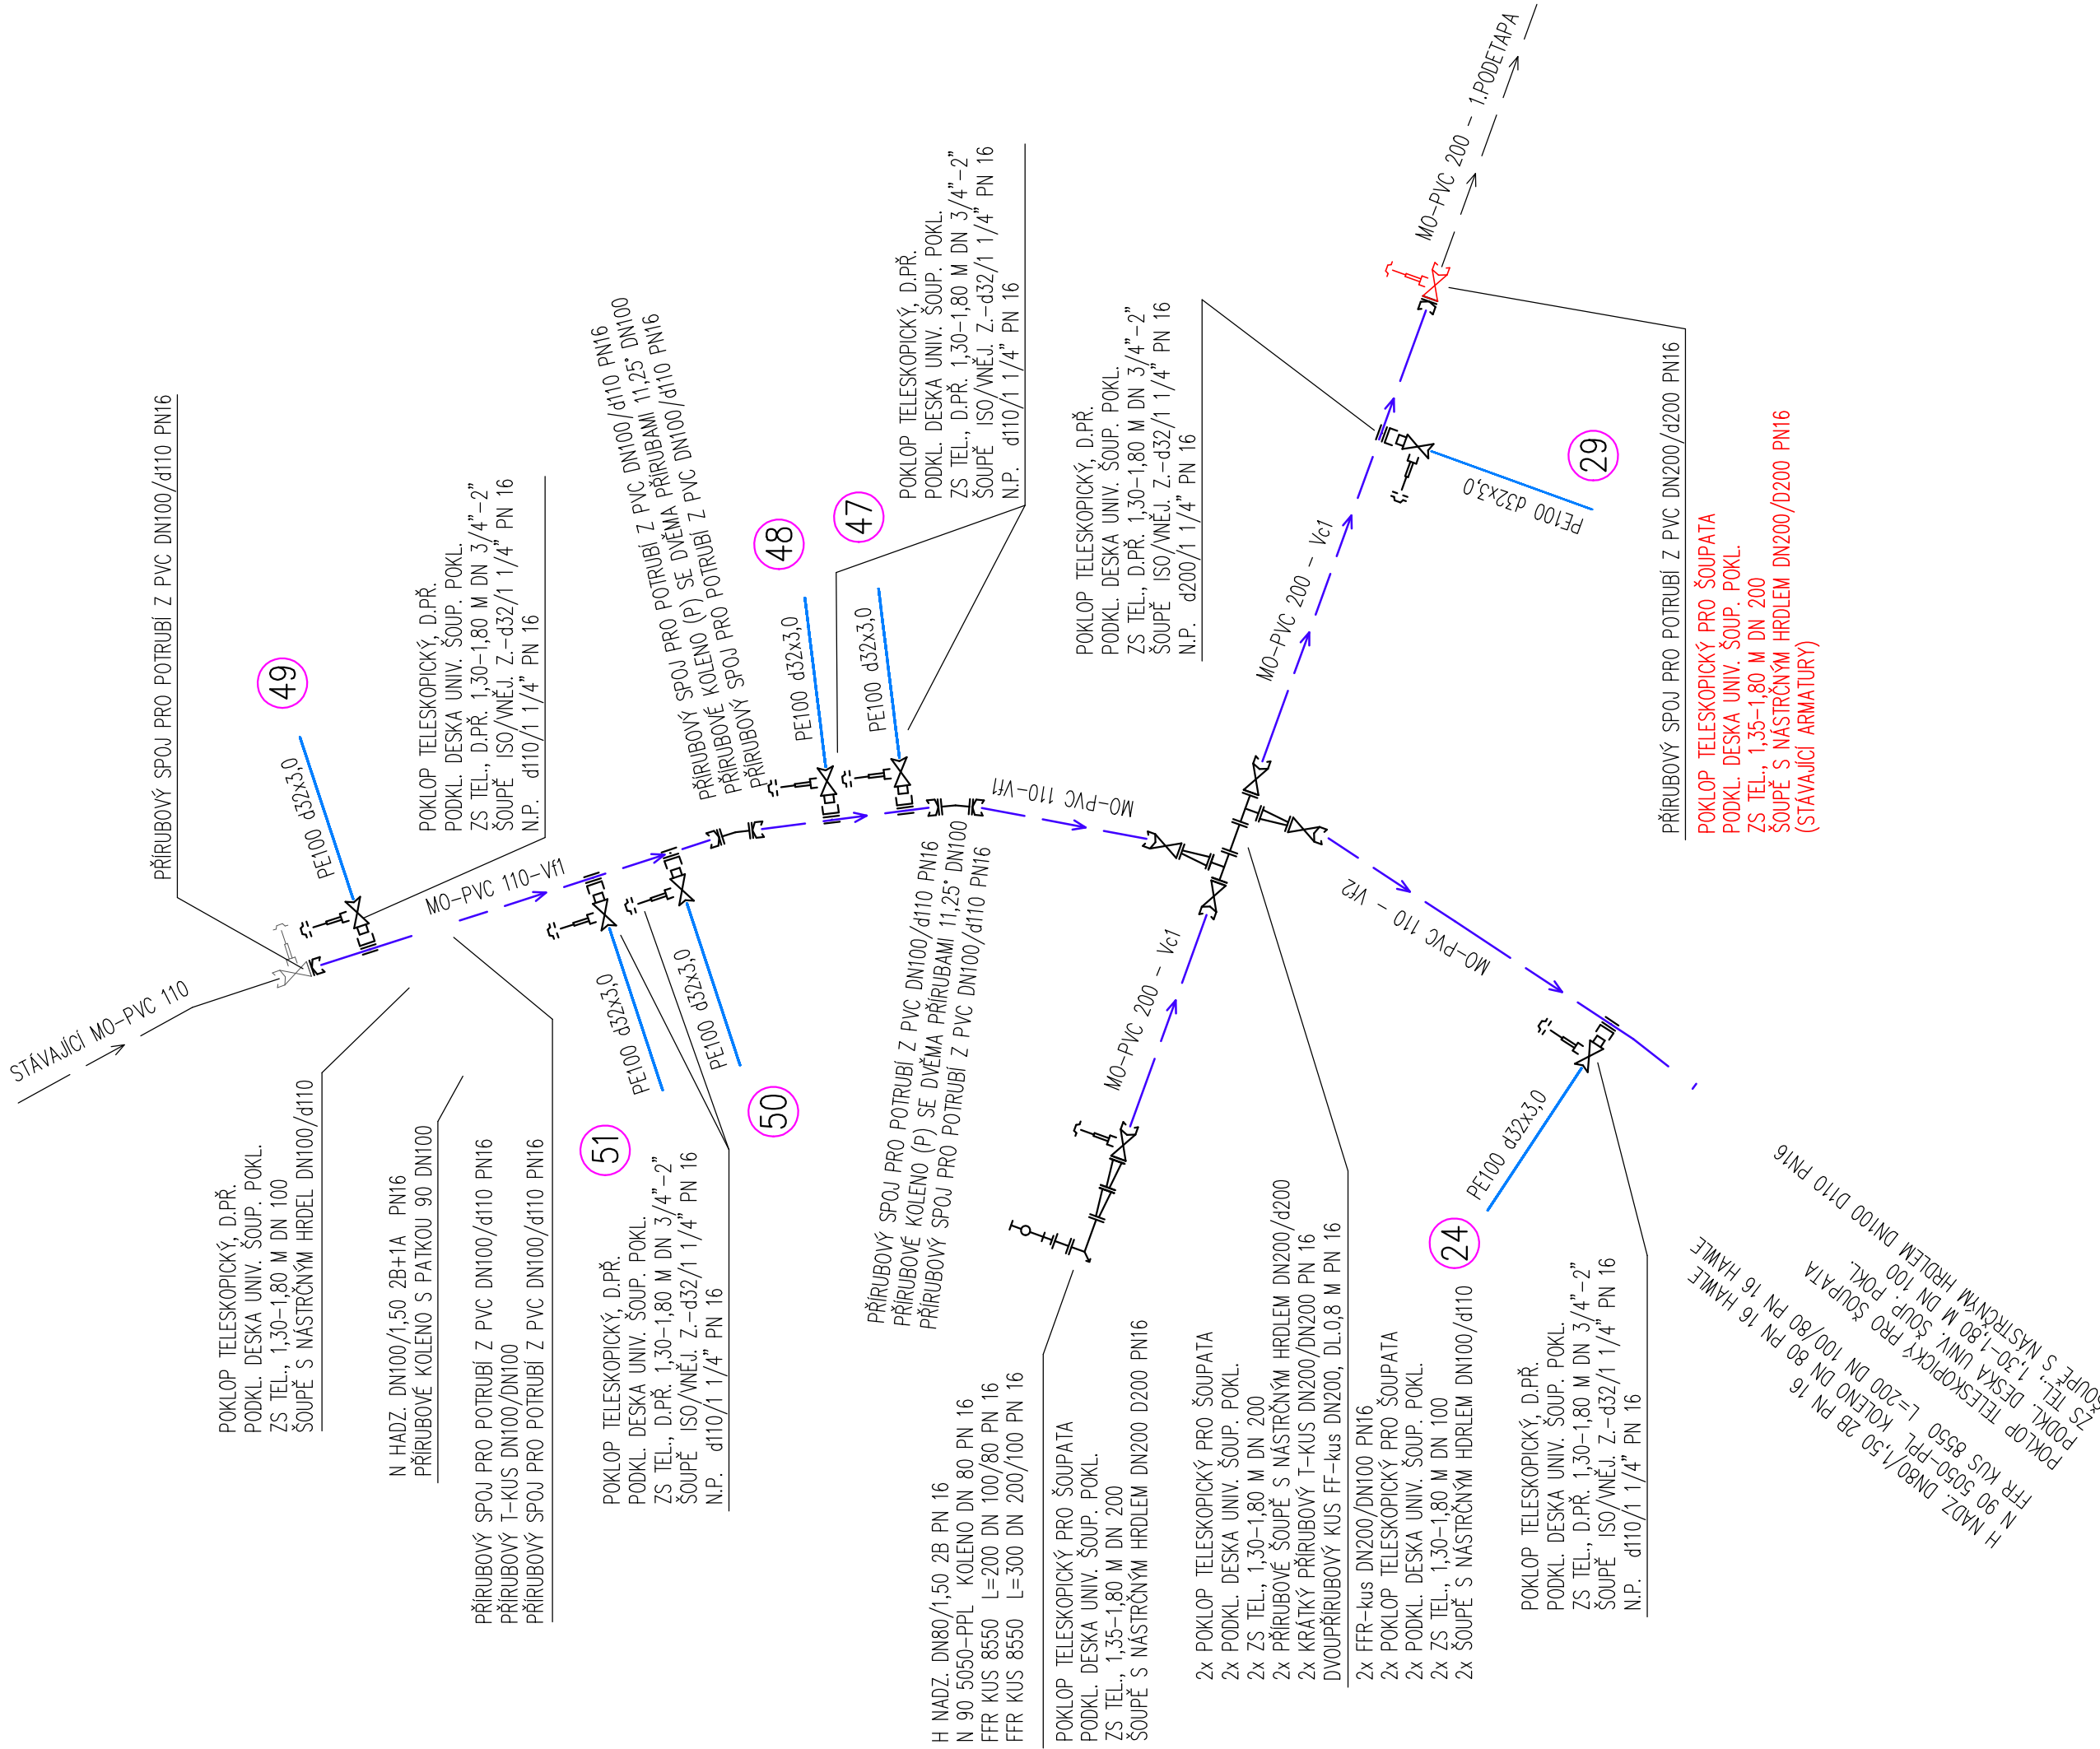 STÁVAJÍCÍ MO-PVC 110
PŘÍRUBOVÝ SPOJ PRO POTRUBÍ Z PVC DN100/d110 PN16
49
PE100 d32x3,0
POKLOP TELESKOPICKÝ, D.PŘ.
PODKL. DESKA UNIV. ŠOUP. POKL.
ZS TEL., D.PŘ. 1,30-1,80 M DN 3/4"-2"
ŠOUPĚ  ISO/VNĚJ. Z.-d32/1 1/4" PN 16
N.P.  d110/1 1/4" PN 16
MO-PVC 110-Vf1
POKLOP TELESKOPICKÝ, D.PŘ.
PODKL. DESKA UNIV. ŠOUP. POKL.
ZS TEL., 1,30-1,80 M DN 100
ŠOUPĚ S NÁSTRČNÝM HRDEL DN100/d110
N HADZ. DN100/1,50 2B+1A  PN16
PŘÍRUBOVÉ KOLENO S PATKOU 90 DN100
PŘÍRUBOVÝ SPOJ PRO POTRUBÍ Z PVC DN100/d110 PN16
PŘÍRUBOVÝ T-KUS DN100/DN100
PŘÍRUBOVÝ SPOJ PRO POTRUBÍ Z PVC DN100/d110 PN16
51
PE100 d32x3,0
PE100 d32x3,0
50
POKLOP TELESKOPICKÝ, D.PŘ.
PODKL. DESKA UNIV. ŠOUP. POKL.
ZS TEL., D.PŘ. 1,30-1,80 M DN 3/4"-2"
ŠOUPĚ  ISO/VNĚJ. Z.-d32/1 1/4" PN 16
N.P.  d110/1 1/4" PN 16
PŘÍRUBOVÝ SPOJ PRO POTRUBÍ Z PVC DN100/d110 PN16
PŘÍRUBOVÉ KOLENO (P) SE DVĚMA PŘÍRUBAMI 11,25° DN100
PŘÍRUBOVÝ SPOJ PRO POTRUBÍ Z PVC DN100/d110 PN16
48
PE100 d32x3,0
47
PE100 d32x3,0
POKLOP TELESKOPICKÝ, D.PŘ.
PODKL. DESKA UNIV. ŠOUP. POKL.
ZS TEL., D.PŘ. 1,30-1,80 M DN 3/4"-2"
ŠOUPĚ  ISO/VNĚJ. Z.-d32/1 1/4" PN 16
N.P.  d110/1 1/4" PN 16
PŘÍRUBOVÝ SPOJ PRO POTRUBÍ Z PVC DN100/d110 PN16
PŘÍRUBOVÉ KOLENO (P) SE DVĚMA PŘÍRUBAMI 11,25° DN100
PŘÍRUBOVÝ SPOJ PRO POTRUBÍ Z PVC DN100/d110 PN16
MO-PVC 110-Vf1
H NADZ. DN80/1,50 2B PN 16
N 90 5050-PPL  KOLENO DN 80 PN 16
FFR KUS 8550  L=200 DN 100/80 PN 16
FFR KUS 8550  L=300 DN 200/100 PN 16
POKLOP TELESKOPICKÝ PRO ŠOUPATA
PODKL. DESKA UNIV. ŠOUP. POKL.
ZS TEL., 1,35-1,80 M DN 200
ŠOUPĚ S NÁSTRČNÝM HRDLEM DN200 D200 PN16
MO-PVC 200 - Vc1
2x POKLOP TELESKOPICKÝ PRO ŠOUPATA
2x PODKL. DESKA UNIV. ŠOUP. POKL.
2x ZS TEL., 1,30-1,80 M DN 200
2x PŘÍRUBOVÉ ŠOUPĚ S NÁSTRČNÝM HRDLEM DN200/d200
2x KRÁTKÝ PŘÍRUBOVÝ T-KUS DN200/DN200 PN 16
DVOUPŘÍRUBOVÝ KUS FF-kus DN200, DL.0,8 M PN 16
2x FFR-kus DN200/DN100 PN16
2x POKLOP TELESKOPICKÝ PRO ŠOUPATA
2x PODKL. DESKA UNIV. ŠOUP. POKL.
2x ZS TEL., 1,30-1,80 M DN 100
2x ŠOUPĚ S NÁSTRČNÝM HDRLEM DN100/d110
MO-PVC 200 - Vc1
POKLOP TELESKOPICKÝ, D.PŘ.
PODKL. DESKA UNIV. ŠOUP. POKL.
ZS TEL., D.PŘ. 1,30-1,80 M DN 3/4"-2"
ŠOUPĚ  ISO/VNĚJ. Z.-d32/1 1/4" PN 16
N.P.  d200/1 1/4" PN 16
PE100 d32x3,0
29
MO-PVC 200 - 1.PODETAPA
PŘÍRUBOVÝ SPOJ PRO POTRUBÍ Z PVC DN200/d200 PN16
POKLOP TELESKOPICKÝ PRO ŠOUPATA
PODKL. DESKA UNIV. ŠOUP. POKL.
ZS TEL., 1,35-1,80 M DN 200
ŠOUPĚ S NÁSTRČNÝM HRDLEM DN200/D200 PN16
(STÁVAJÍCÍ ARMATURY)
MO-PVC 110 - Vf2
24
PE100 d32x3,0
POKLOP TELESKOPICKÝ, D.PŘ.
PODKL. DESKA UNIV. ŠOUP. POKL.
ZS TEL., D.PŘ. 1,30-1,80 M DN 3/4"-2"
ŠOUPĚ  ISO/VNĚJ. Z.-d32/1 1/4" PN 16
N.P.  d110/1 1/4" PN 16
H NADZ. DN80/1,50 2B PN 16
N 90 5050-PPL  KOLENO DN 80 PN 16 HAWLE
FFR KUS 8550  L=200 DN 100/80 PN 16 HAWLE
POKLOP TELESKOPICKÝ PRO ŠOUPATA
PODKL. DESKA UNIV. ŠOUP. POKL.
ZS TEL., 1,30-1,80 M DN 100
ŠOUPĚ S NÁSTRČNÝM HRDLEM DN100 D110 PN16